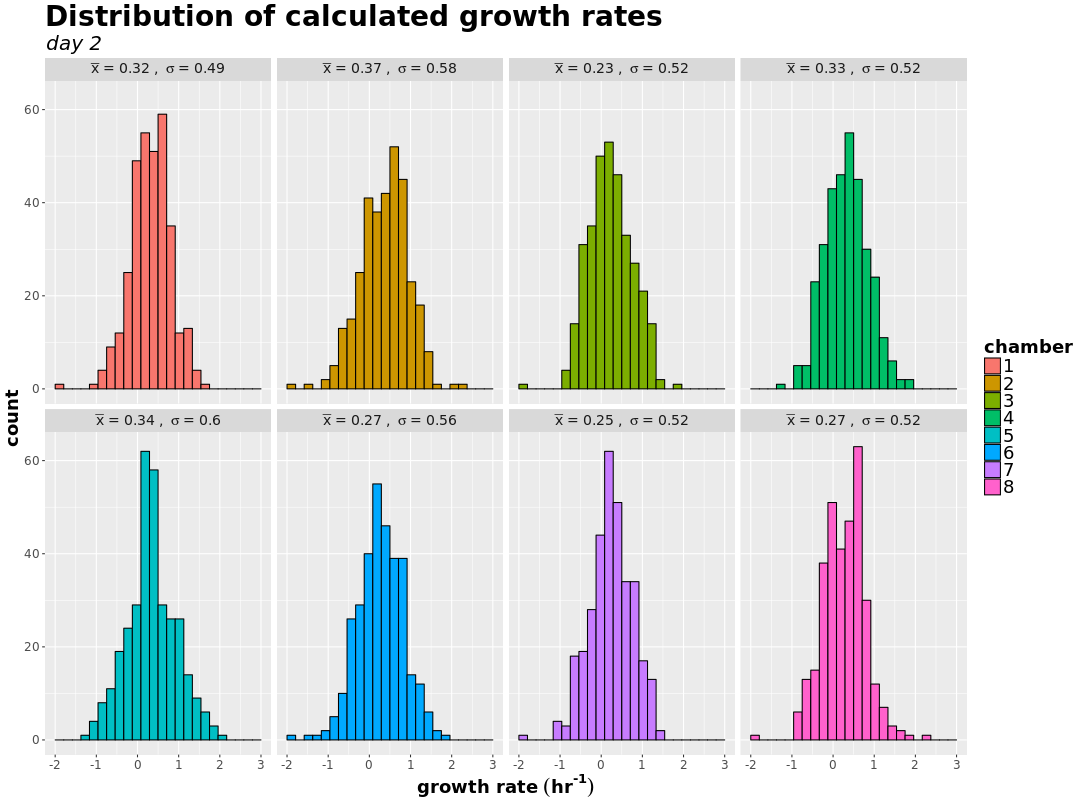 Distribution of calculated growth rates
day 2
x̅ = 0.32 , σ = 0.49
x̅ = 0.37 , σ = 0.58
x̅ = 0.23 , σ = 0.52
x̅ = 0.33 , σ = 0.52
60
40
20
0
x̅ = 0.34 , σ = 0.6
x̅ = 0.27 , σ = 0.56
x̅ = 0.25 , σ = 0.52
x̅ = 0.27 , σ = 0.52
60
40
20
0
-2 -1 0 1 2 3
-2 -1 0 1 2 3
-2 -1 0 1 2 3
-2 -1 0 1 2 3
count
growth rate (hr⁻¹)
chamber
1
2
3
4
5
6
7
8